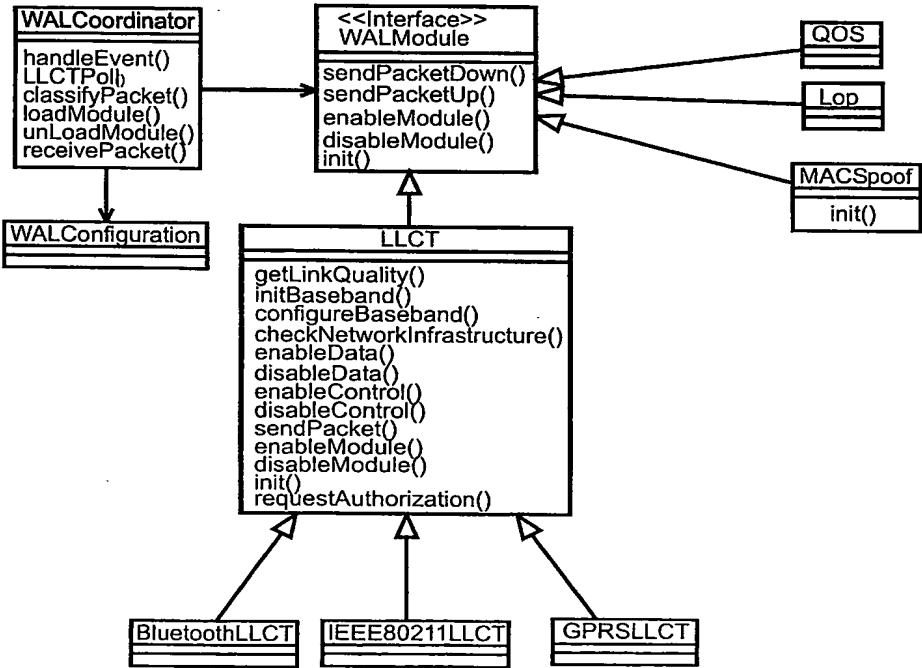 WALCoordinator
handleEvent()
LLCTPoll()
classifyPacket()
loadModule()
unLoadModule()
receivePacket()
<<Interface>>
WALModule
sendPacketDown()
sendPacketUp()
enableModule()
disableModule()
init()
QOS
Lop
MACSpoof
init()
WALConfiguration
LLCT
getLinkQuality()
initBaseband()
configureBaseband()
checkNetworkInfrastructure()
enableData()
disableData()
enableControl()
disableControl()
sendPacket()
enableModule()
disableModule()
init()
requestAuthorization()
BluetoothLLCT
IEEE80211LLCT
GPRSLLCT